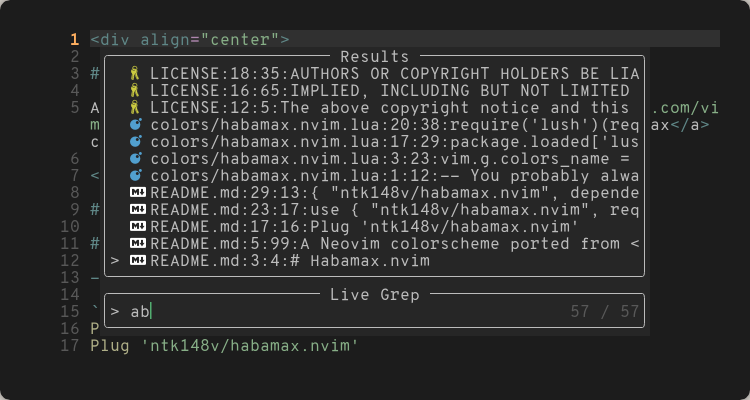 1 <div align="center">
2
Results
3 #
LICENSE:18:35:AUTHORS OR COPYRIGHT HOLDERS BE LIA
4
LICENSE:16:65:IMPLIED, INCLUDING BUT NOT LIMITED
5 A
LICENSE:12:5:The above copyright notice and this
.com/vi
m
colors/habamax.nvim.lua:20:38:require('lush')(req
ax</a>
c
colors/habamax.nvim.lua:17:29:package.loaded['lus
6
colors/habamax.nvim.lua:3:23:vim.g.colors_name =
7 <
colors/habamax.nvim.lua:1:12:-- You probably alwa
8
README.md:29:13:{ "ntk148v/habamax.nvim", depende
9 #
README.md:23:17:use { "ntk148v/habamax.nvim", req
10
README.md:17:16:Plug 'ntk148v/habamax.nvim'
11 #
README.md:5:99:A Neovim colorscheme ported from <
12
> README.md:3:4:# Habamax.nvim
13 -
14
Live Grep
15 `
> ab 57 / 57
16 P
17 Plug 'ntk148v/habamax.nvim'